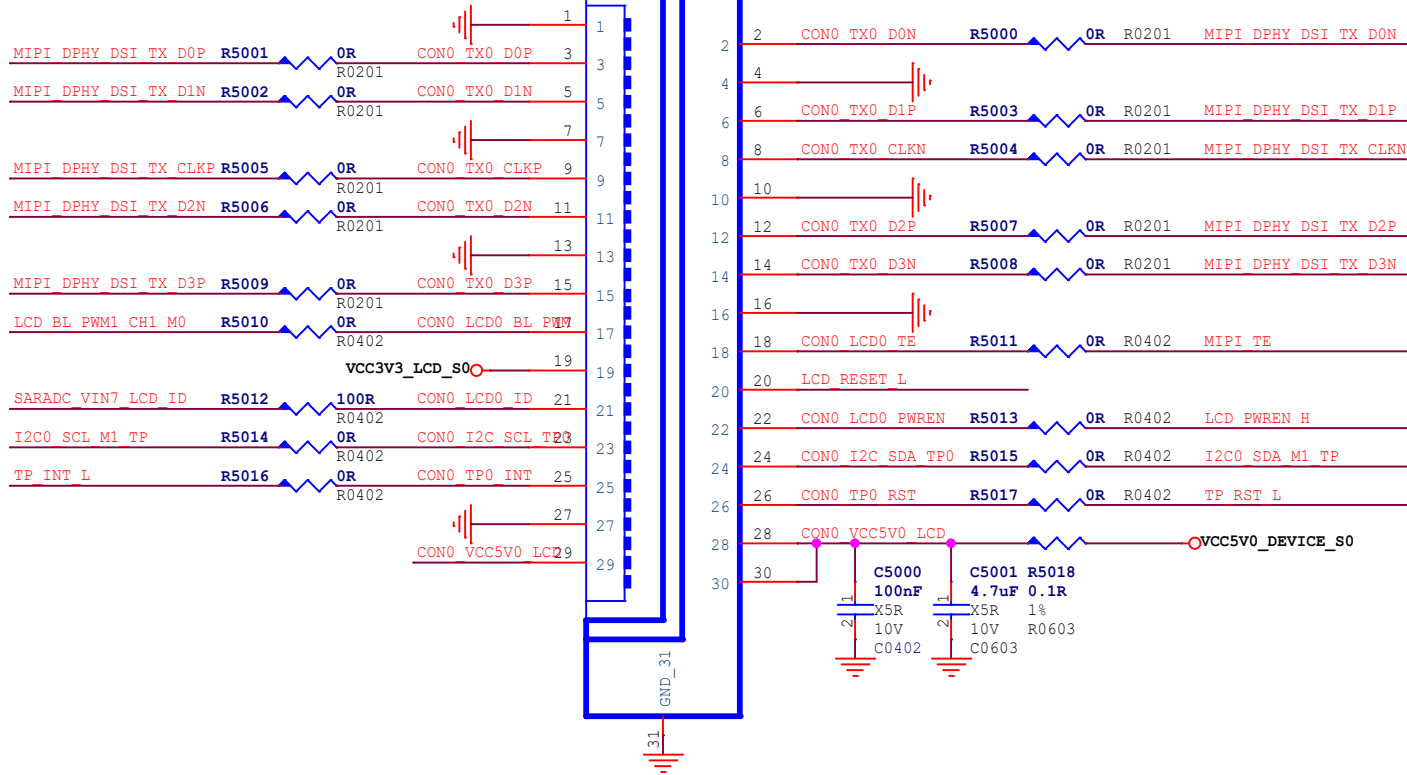 1 1
2 2 CON0_TX0_D0N R5000 0R R0201 MIPI_DPHY_DSI_TX_D0N
MIPI_DPHY_DSI_TX_D0P R5001 0R R0201 CON0_TX0_D0P 3 3
4 4
MIPI_DPHY_DSI_TX_D1N R5002 0R R0201 CON0_TX0_D1N 5 5
6 6 CON0_TX0_D1P R5003 0R R0201 MIPI_DPHY_DSI_TX_D1P
7 7
8 8 CON0_TX0_CLKN R5004 0R R0201 MIPI_DPHY_DSI_TX_CLKN
MIPI_DPHY_DSI_TX_CLKP R5005 0R R0201 CON0_TX0_CLKP 9 9
10 10
MIPI_DPHY_DSI_TX_D2N R5006 0R R0201 CON0_TX0_D2N 11 11
12 12 CON0_TX0_D2P R5007 0R R0201 MIPI_DPHY_DSI_TX_D2P
13 13
14 14 CON0_TX0_D3N R5008 0R R0201 MIPI_DPHY_DSI_TX_D3N
MIPI_DPHY_DSI_TX_D3P R5009 0R R0201 CON0_TX0_D3P 15 15
16 16
LCD_BL_PWM1_CH1_M0 R5010 0R R0402 CON0_LCD0_BL_PWM 17 17
18 18 CON0_LCD0_TE R5011 0R R0402 MIPI_TE
VCC3V3_LCD_S0 19 19
20 20 LCD_RESET_L
SARADC_VIN7_LCD_ID R5012 100R R0402 CON0_LCD0_ID 21 21
22 22 CON0_LCD0_PWREN R5013 0R R0402 LCD_PWREN_H
I2C0_SCL_M1_TP R5014 0R R0402 CON0_I2C_SCL_TP0 23 23
24 24 CON0_I2C_SDA_TP0 R5015 0R R0402 I2C0_SDA_M1_TP
TP_INT_L R5016 0R R0402 CON0_TP0_INT 25 25
26 26 CON0_TP0_RST R5017 0R R0402 TP_RST_L
27 27
28 28 CON0_VCC5V0_LCD VCC5V0_DEVICE_S0
CON0_VCC5V0_LCD 29 29
30 30
C5000 C5001 R5018
100nF 4.7uF 0.1R
1 1
X5R X5R 1%
2 2
10V 10V R0603
C0402 C0603
GND_31
31